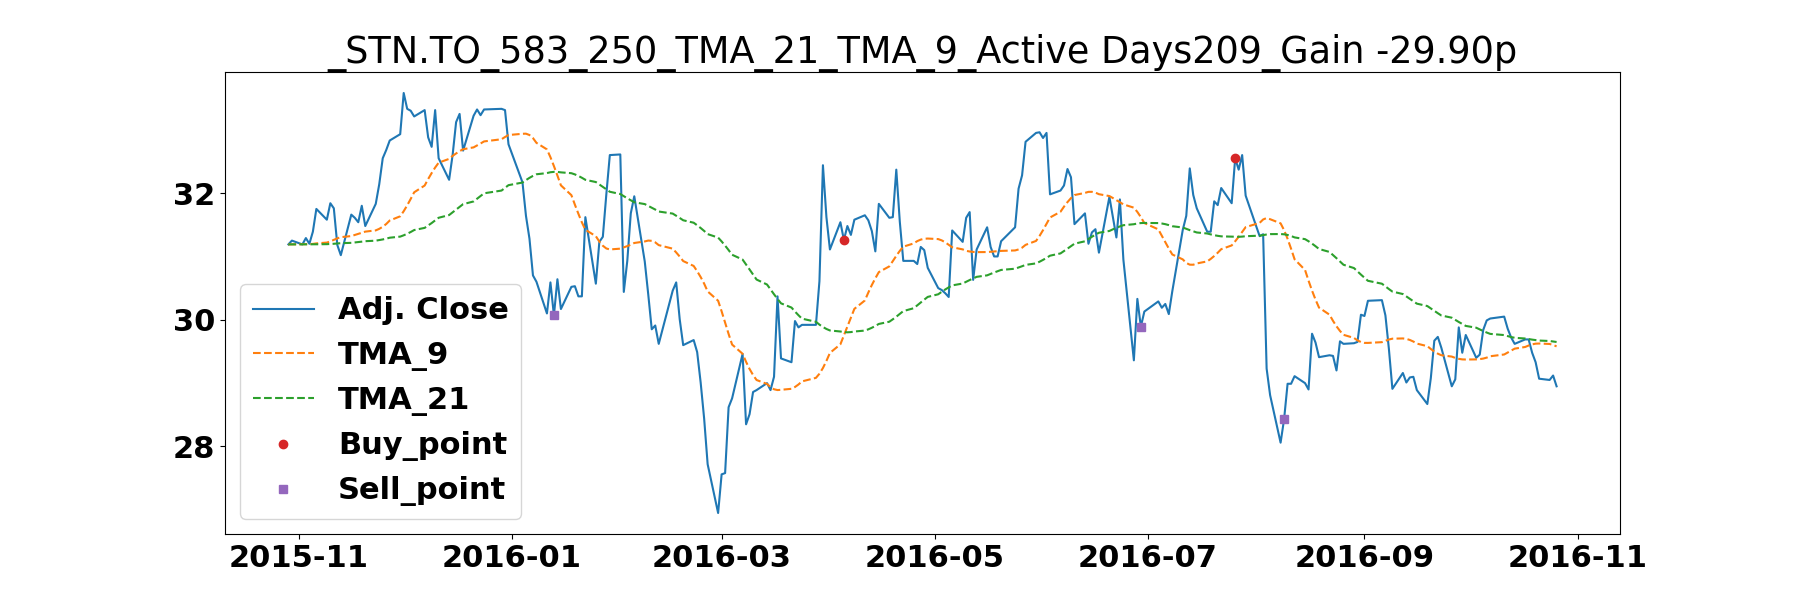 _STN.TO_583_250_TMA_21_TMA_9_Active Days209_Gain -29.90p
32
30
28
Adj. Close
TMA_9
TMA_21
Buy_point
Sell_point
2015-11 2016-01 2016-03 2016-05 2016-07 2016-09 2016-11